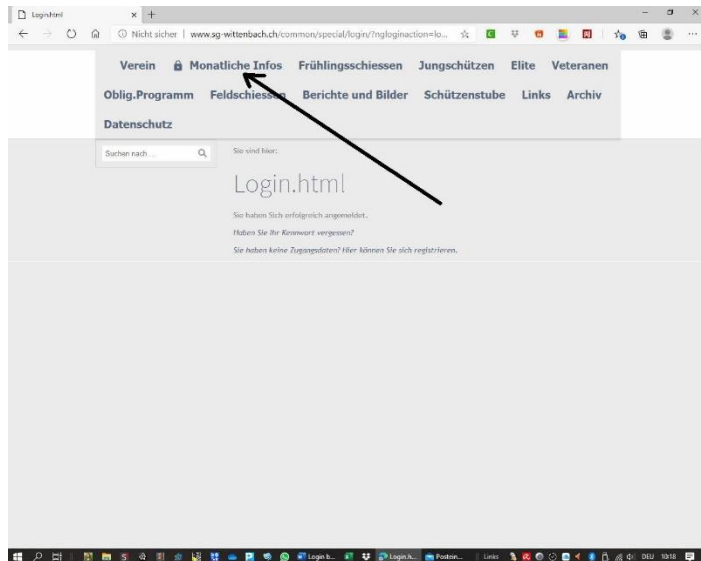 Login.html
Nicht sicher | www.sg-wittenbach.ch/common/special/login/?ngloginaction=lo...
Verein Monatliche Infos Frühlingsschiessen Jungschützen Elite Veteranen
Oblig.Programm Feldschiessen Berichte und Bilder Schützenstube Links Archiv
Datenschutz
Suchen nach ... Sie sind hier:
Login.html
Sie haben Sich erfolgreich angemeldet.
Haben Sie Ihr Kennwort vergessen?
Sie haben keine Zugangsdaten? Hier können Sie sich registrieren.
Login b... Login.h... Postein... Links DEU 10:18